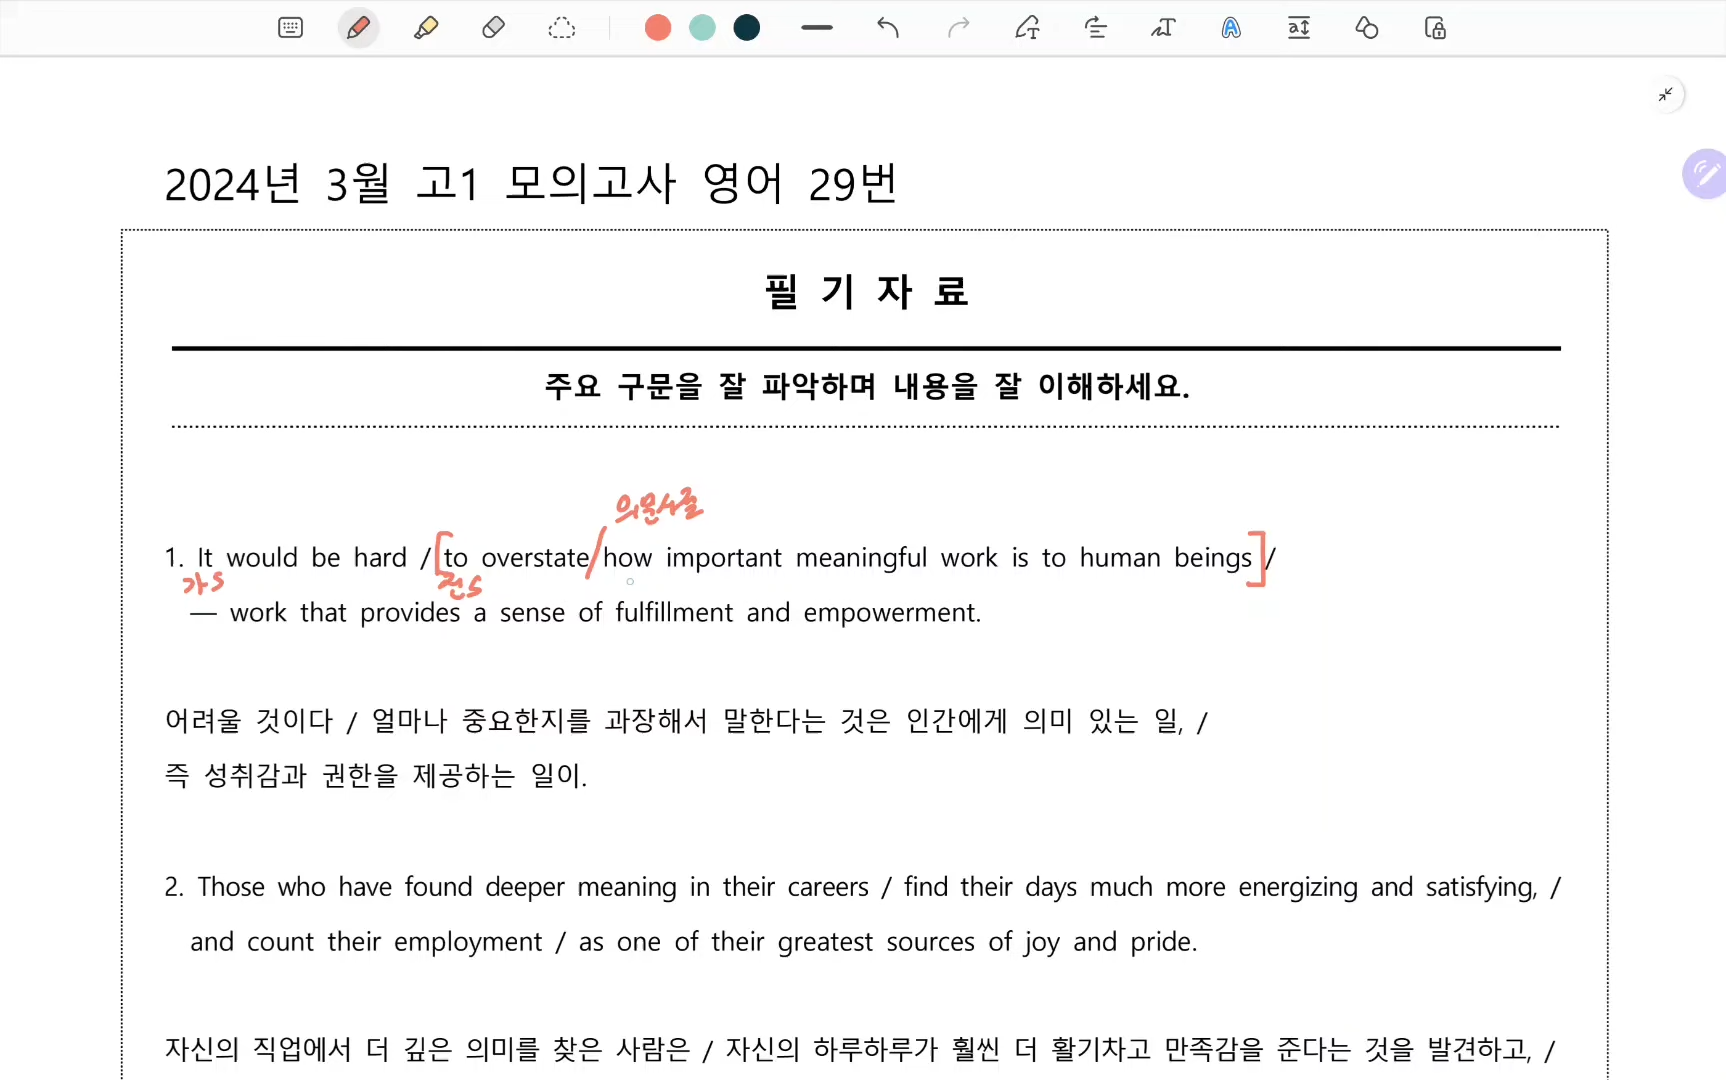 2024년 3월 고1 모의고사 영어 29번
필 기 자 료
주요 구문을 잘 파악하며 내용을 잘 이해하세요.
의문사절
1. It would be hard / [to overstate/how important meaningful work is to human beings]/
가S 진S
— work that provides a sense of fulfillment and empowerment.
어려울 것이다 / 얼마나 중요한지를 과장해서 말한다는 것은 인간에게 의미 있는 일, /
즉 성취감과 권한을 제공하는 일이.
2. Those who have found deeper meaning in their careers / find their days much more energizing and satisfying, /
and count their employment / as one of their greatest sources of joy and pride.
자신의 직업에서 더 깊은 의미를 찾은 사람은 / 자신의 하루하루가 훨씬 더 활기차고 만족감을 준다는 것을 발견하고, /